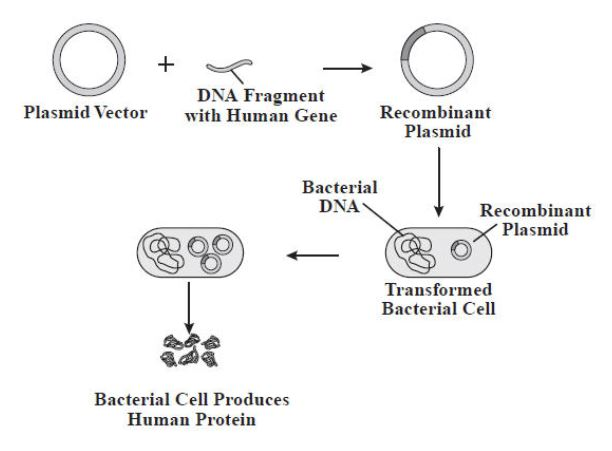 Plasmid Vector
+
DNA Fragment
with Human Gene
Recombinant
Plasmid
Bacterial
DNA
Recombinant
Plasmid
Transformed
Bacterial Cell
Bacterial Cell Produces
Human Protein